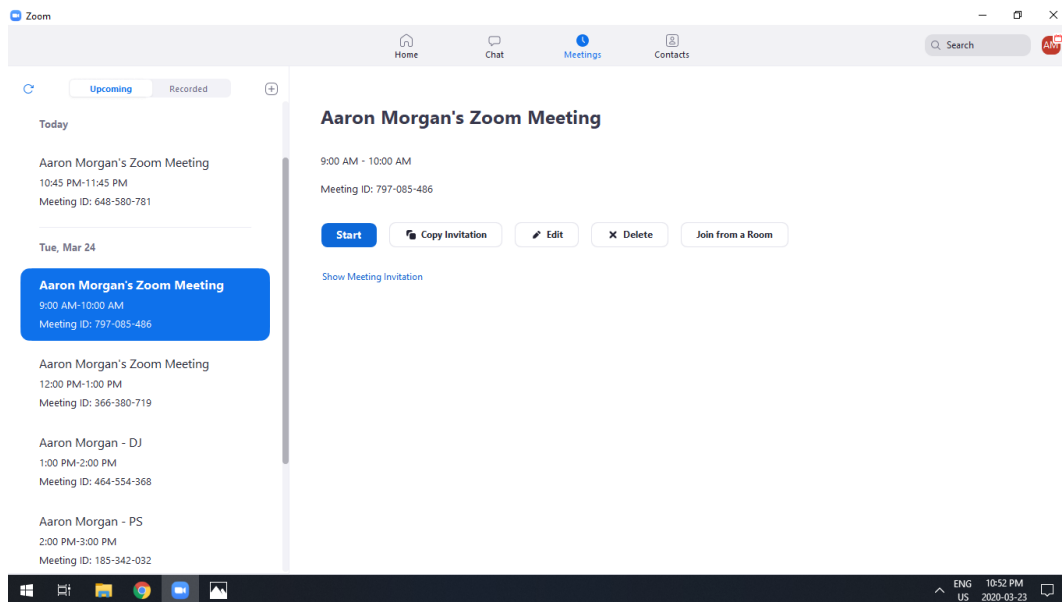 Zoom
Home
Chat
Meetings
Contacts
Search
AM
Upcoming
Recorded
Today
Aaron Morgan's Zoom Meeting
10:45 PM-11:45 PM
Meeting ID: 648-580-781
Tue, Mar 24
Aaron Morgan's Zoom Meeting
9:00 AM-10:00 AM
Meeting ID: 797-085-486
Aaron Morgan's Zoom Meeting
12:00 PM-1:00 PM
Meeting ID: 366-380-719
Aaron Morgan - DJ
1:00 PM-2:00 PM
Meeting ID: 464-554-368
Aaron Morgan - PS
2:00 PM-3:00 PM
Meeting ID: 185-342-032
Aaron Morgan's Zoom Meeting
9:00 AM - 10:00 AM
Meeting ID: 797-085-486
Start
Copy Invitation
Edit
Delete
Join from a Room
Show Meeting Invitation
ENG
US
10:52 PM
2020-03-23